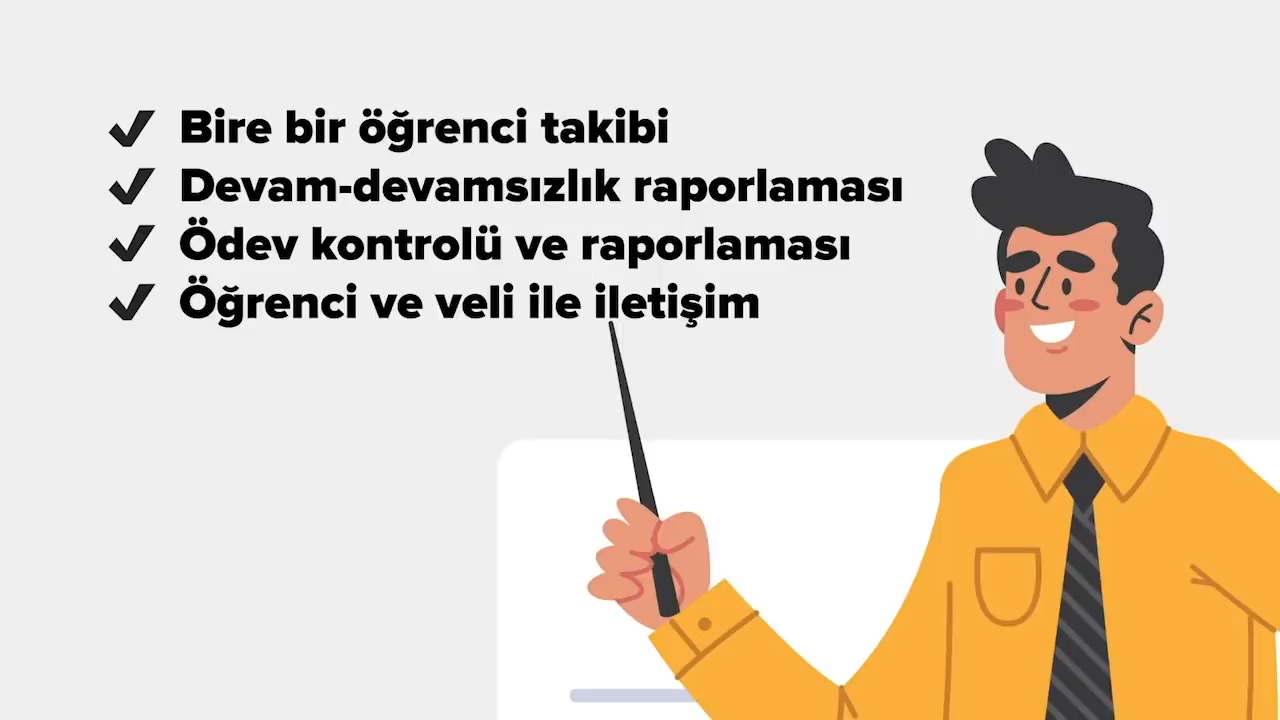 Bire bir öğrenci takibi
Devam-devamsızlık raporlaması
Ödev kontrolü ve raporlaması
Öğrenci ve veli ile iletişim